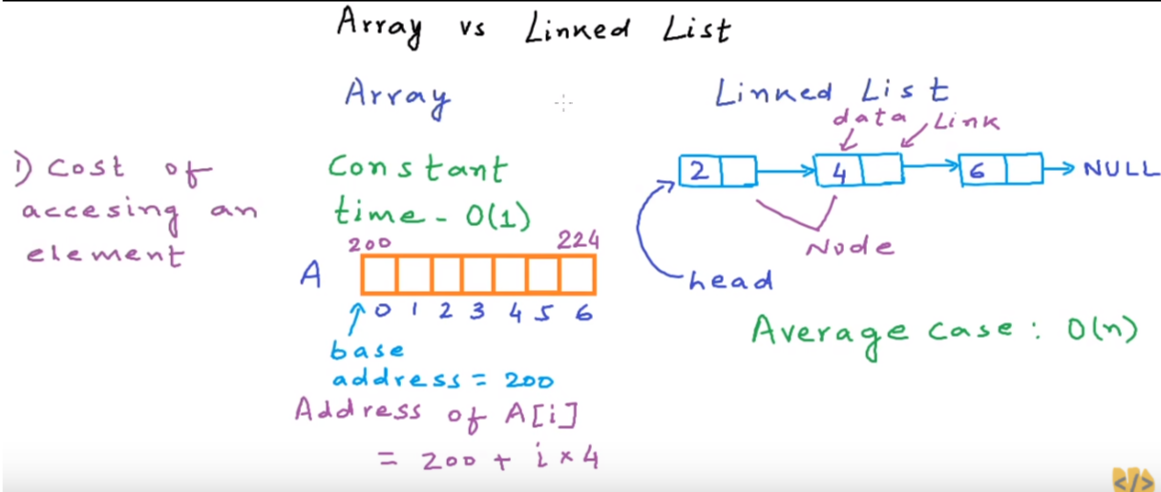 Array vs Linked List
Array
Linked List
data
Link
1) Cost of
accesing an
element
Constant
time - O(1)
200
224
A
0 1 2 3 4 5 6
base
address = 200
Address of A[i]
= 200 + i × 4
2
4
6
NULL
Node
head
Average case : O(n)
</>